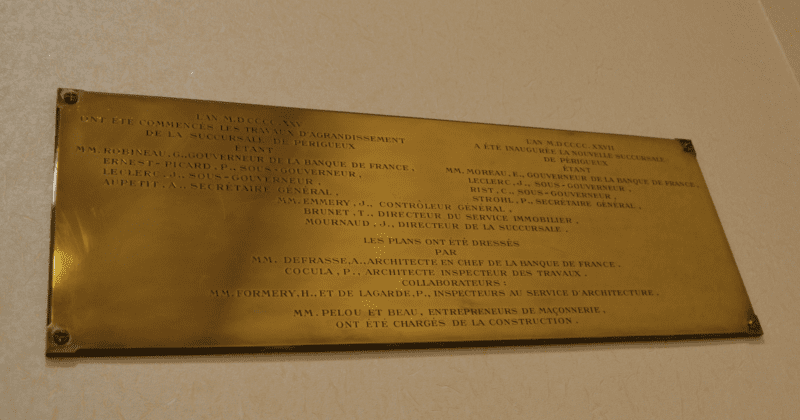 L'AN M.DCCCC.XXV
ONT ÉTÉ COMMENCÉS LES TRAVAUX D'AGRANDISSEMENT
DE LA SUCCURSALE DE PÉRIGUEUX
ÉTANT
MM. ROBINEAU, G., GOUVERNEUR DE LA BANQUE DE FRANCE.
ERNEST-PICARD, P., SOUS-GOUVERNEUR.
LECLERC, J., SOUS-GOUVERNEUR.
AUPETIT, A., SECRÉTAIRE GÉNÉRAL.
L'AN M.DCCCC.XXVII
A ÉTÉ INAUGURÉE LA NOUVELLE SUCCURSALE
DE PÉRIGUEUX
ÉTANT
MM. MOREAU, E., GOUVERNEUR DE LA BANQUE DE FRANCE.
LECLERC, J., SOUS-GOUVERNEUR.
RIST, C., SOUS-GOUVERNEUR.
STROHL, P., SECRÉTAIRE GÉNÉRAL.
MM. EMMERY, J., CONTRÔLEUR GÉNÉRAL.
BRUNET, T., DIRECTEUR DU SERVICE IMMOBILIER.
MOURNAUD, J., DIRECTEUR DE LA SUCCURSALE.
LES PLANS ONT ÉTÉ DRESSÉS
PAR
MM. DEFRASSE, A., ARCHITECTE EN CHEF DE LA BANQUE DE FRANCE.
COCULA, P., ARCHITECTE INSPECTEUR DES TRAVAUX.
COLLABORATEURS :
MM. FORMERY, H., ET DE LAGARDE, P., INSPECTEURS AU SERVICE D'ARCHITECTURE.
MM. PELOU ET BEAU, ENTREPRENEURS DE MAÇONNERIE,
ONT ÉTÉ CHARGÉS DE LA CONSTRUCTION.